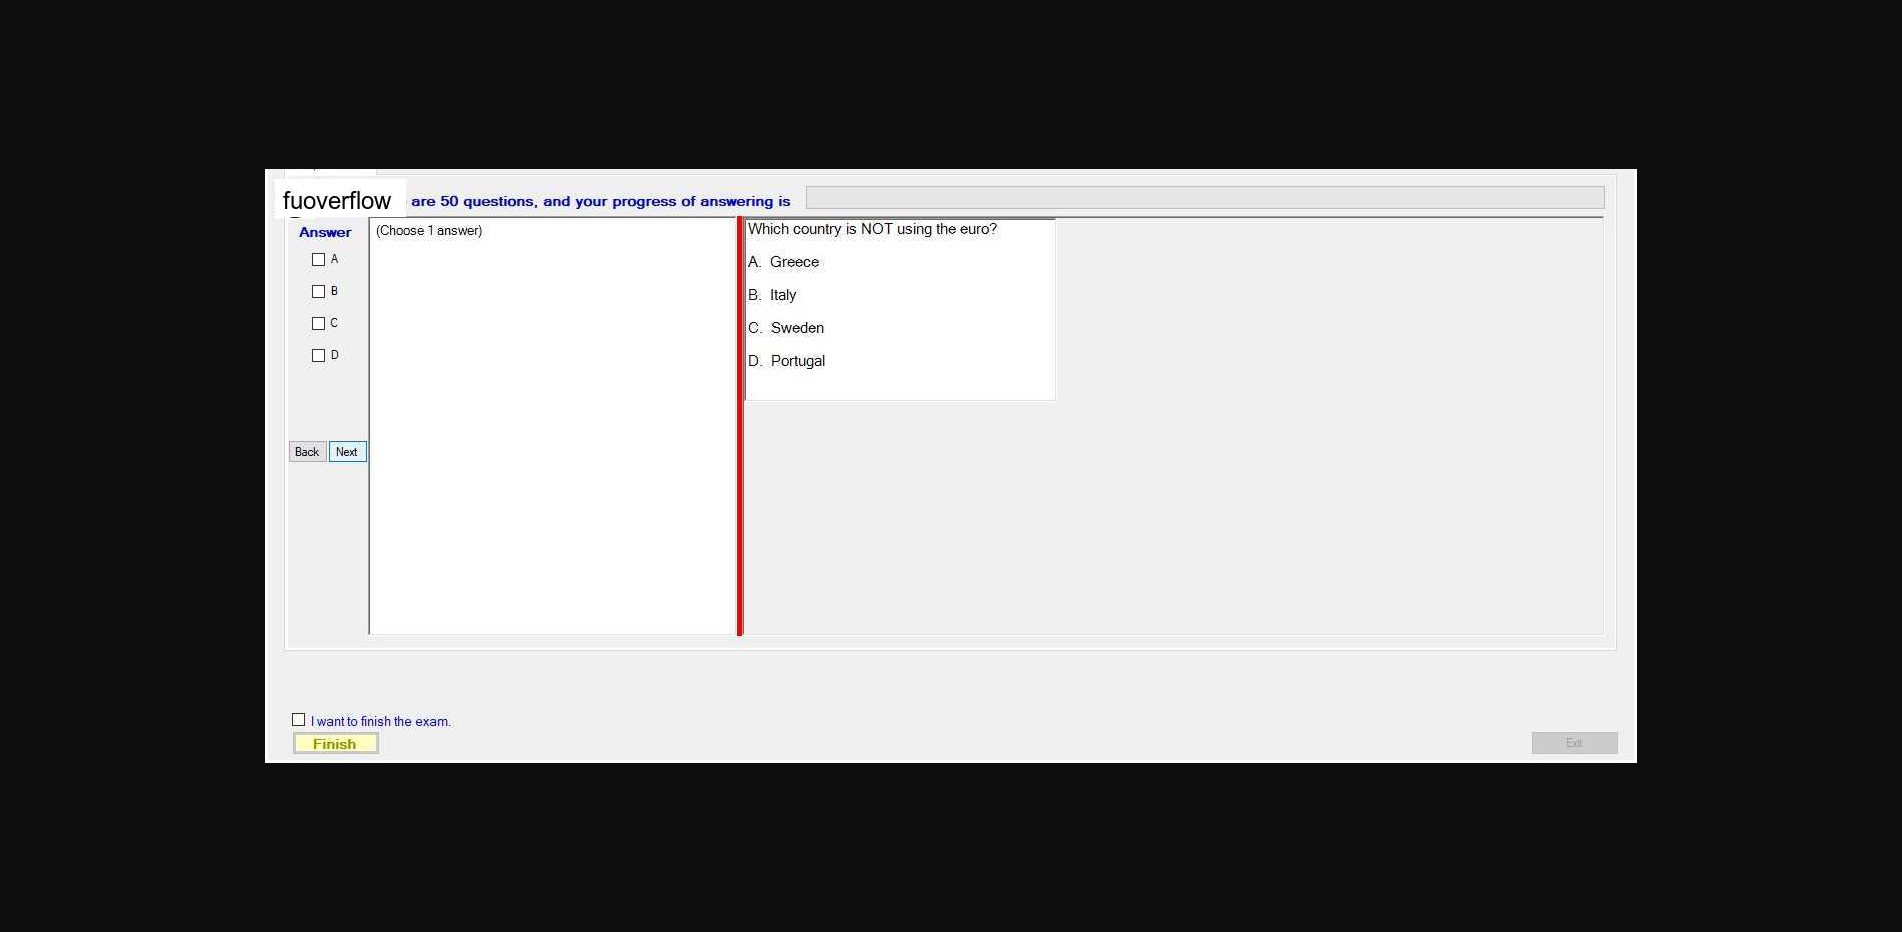 fuoverflow are 50 questions, and your progress of answering is
Answer
(Choose 1 answer)
A
B
C
D
Back Next
Which country is NOT using the euro?
A. Greece
B. Italy
C. Sweden
D. Portugal
I want to finish the exam.
Finish
Exit